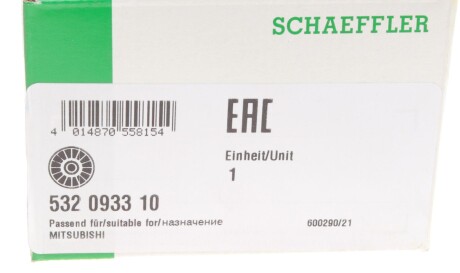 SCHAEFFLER
4 014870 558154
EAC
Einheit/Unit
1
532 0933 10
Passend für/suitable for/назначение
MITSUBISHI
600290/21